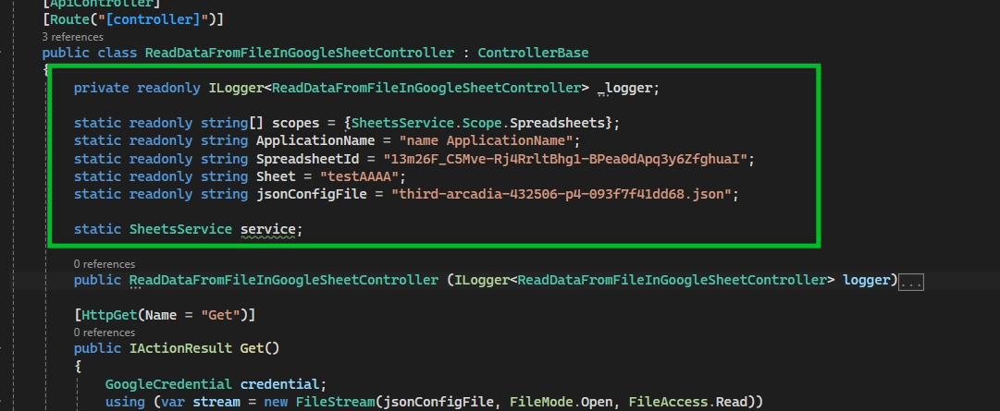 [ApiController]
[Route("[controller]")]
3 references
public class ReadDataFromFileInGoogleSheetController : ControllerBase
{
private readonly ILogger<ReadDataFromFileInGoogleSheetController> _logger;
static readonly string[] scopes = {SheetsService.Scope.Spreadsheets};
static readonly string ApplicationName = "name ApplicationName";
static readonly string SpreadsheetId = "13m26F_C5Mve-Rj4RrltBhg1-BPea0dApq3y6ZfghuaI";
static readonly string Sheet = "testAAAA";
static readonly string jsonConfigFile = "third-arcadia-432506-p4-093f7f41dd68.json";
static SheetsService service;
0 references
public ReadDataFromFileInGoogleSheetController (ILogger<ReadDataFromFileInGoogleSheetController> logger)...
[HttpGet(Name = "Get")]
0 references
public IActionResult Get()
{
GoogleCredential credential;
using (var stream = new FileStream(jsonConfigFile, FileMode.Open, FileAccess.Read))